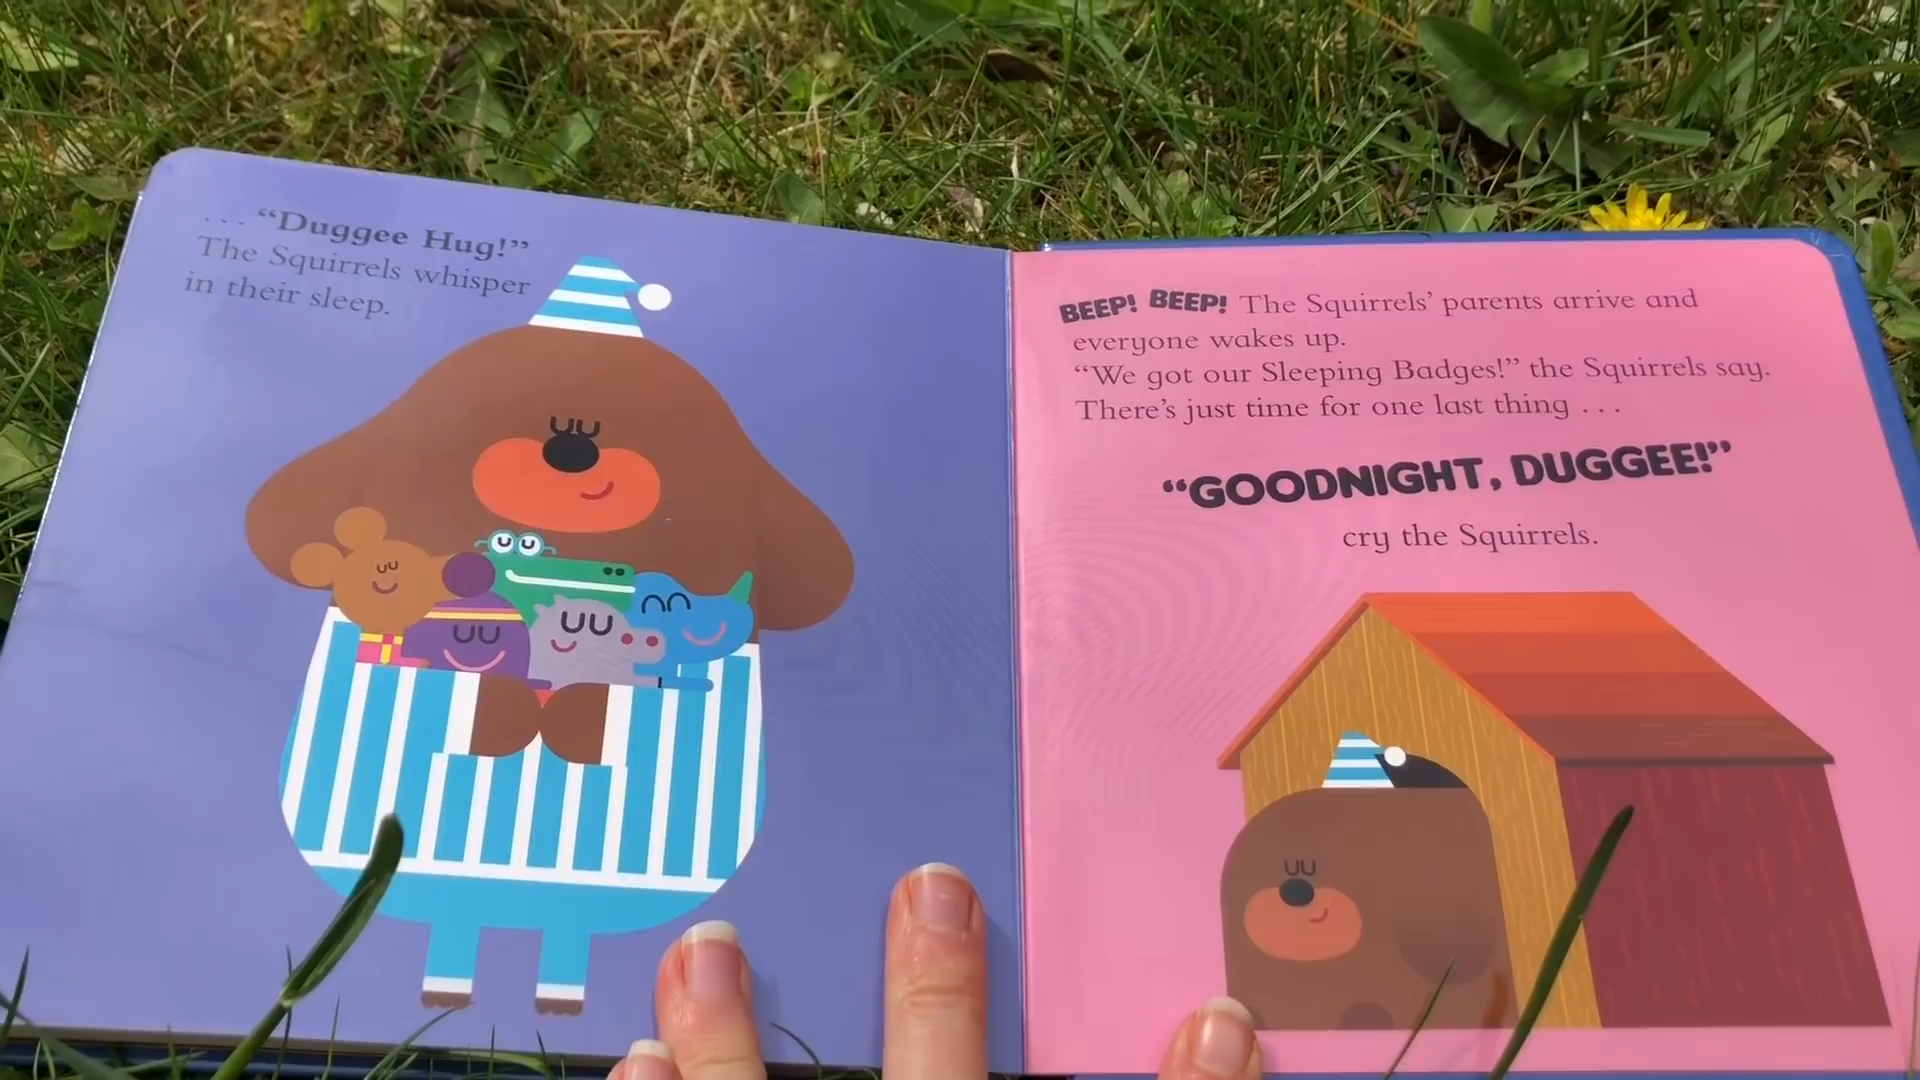 ... “Duggee Hug!”
The Squirrels whisper
in their sleep.
BEEP! BEEP! The Squirrels’ parents arrive and
everyone wakes up.
“We got our Sleeping Badges!” the Squirrels say.
There’s just time for one last thing ...
“GOODNIGHT, DUGGEE!”
cry the Squirrels.